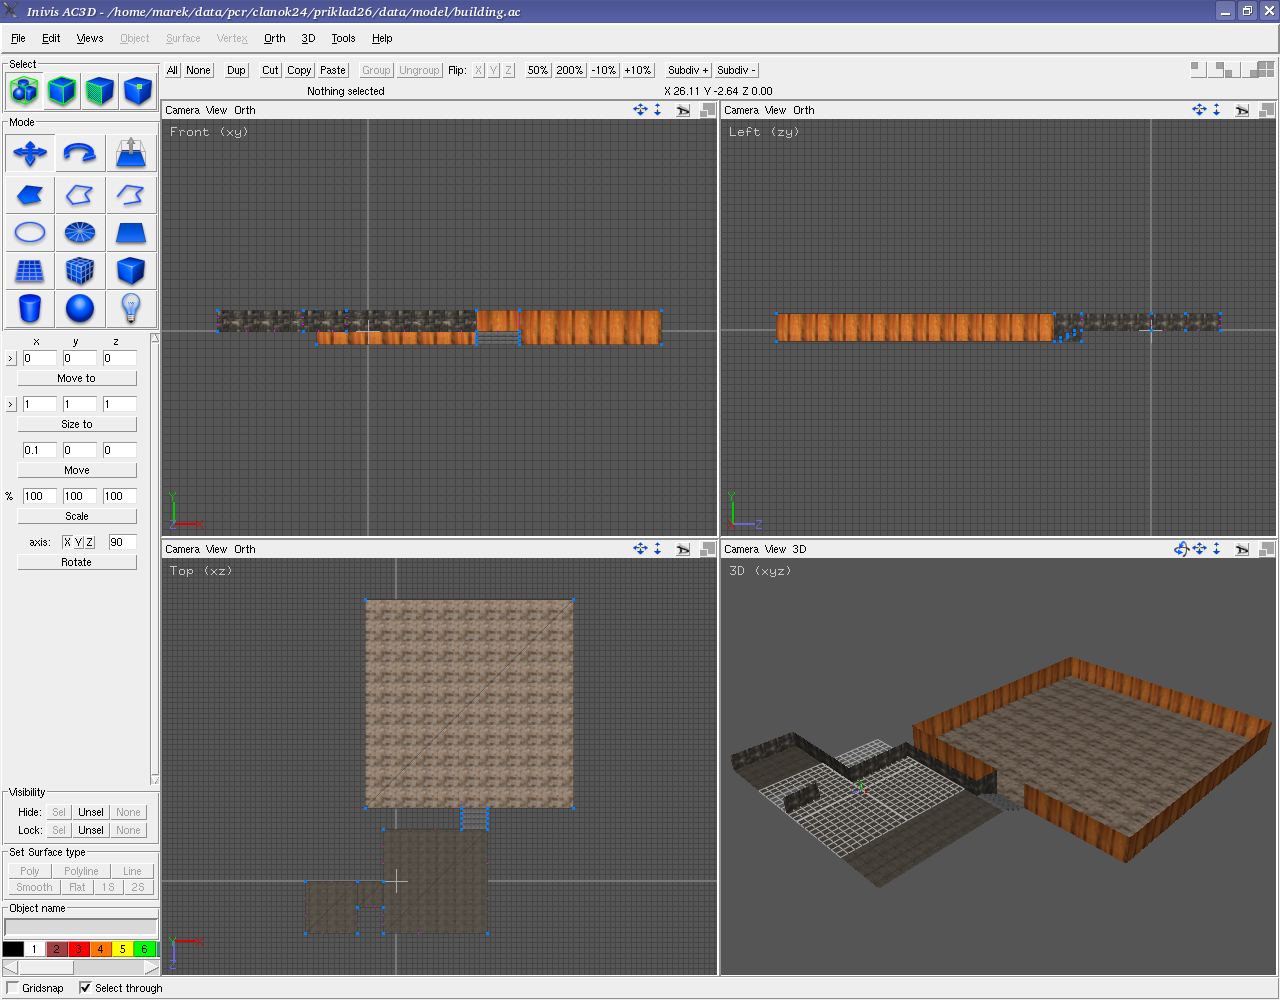 Inivis AC3D - /home/marek/data/pcr/clanok24/priklad26/data/model/building.ac
File Edit Views Object Surface Vertex Orth 3D Tools Help
Select
All None Dup Cut Copy Paste Group Ungroup Flip: X Y Z 50% 200% -10% +10% Subdiv + Subdiv -
Nothing selected X 26.11 Y -2.64 Z 0.00
Camera View Orth
Camera View Orth
Mode
Front (xy)
Left (zy)
x y z
> 0 0 0
Move to
> 1 1 1
Size to
0.1 0 0
Move
% 100 100 100
Scale
axis: X Y Z 90
Rotate
Y
Z X
Y
X Z
Camera View Orth
Camera View 3D
Top (xz)
3D (xyz)
Visibility
Hide: Sel Unsel None
Lock: Sel Unsel None
Set Surface type
Poly Polyline Line
Smooth Flat 1S 2S
Object name
1 2 3 4 5 6
Y X
Z
Gridsnap Select through